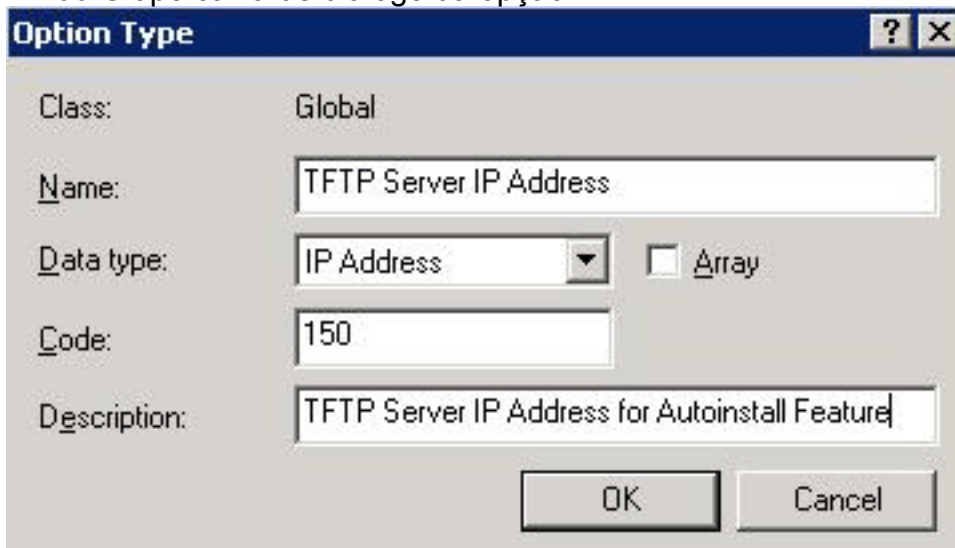 Option Type
Class: Global
Name: TFTP Server IP Address
Data type: IP Address Array
Code: 150
Description: TFTP Server IP Address for Autoinstall Feature
OK Cancel